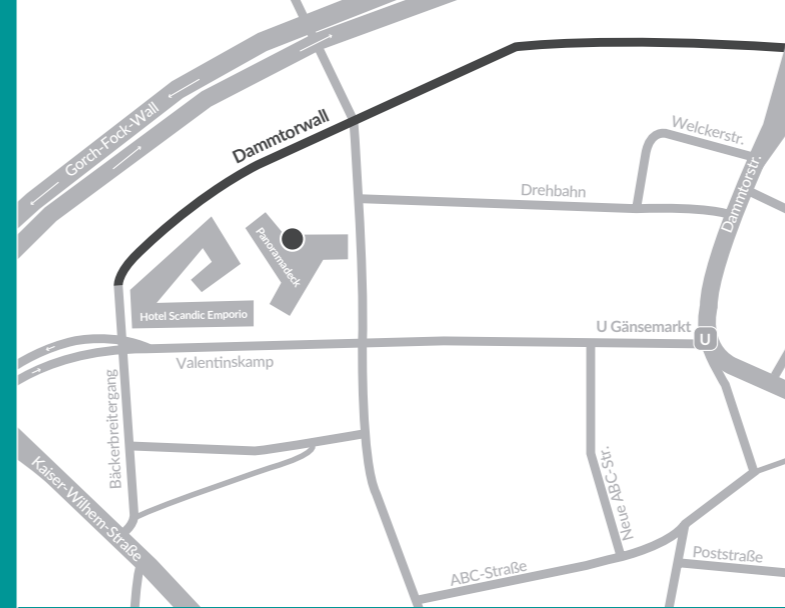 Gorch-Fock-Wall
Dammtorwall
Welckerstr.
Drehbahn
Dammtorstr.
Panoramadeck
Hotel Scandic Emporio
U Gänsemarkt
U
Valentinskamp
Bäckerbreitergang
Kaiser-Wilhem-Straße
Neue ABC-Str.
ABC-Straße
Poststraße